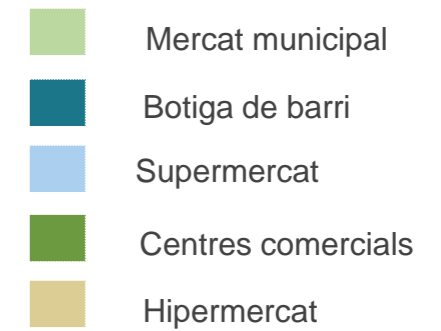 Mercat municipal
Botiga de barri
Supermercat
Centres comercials
Hipermercat